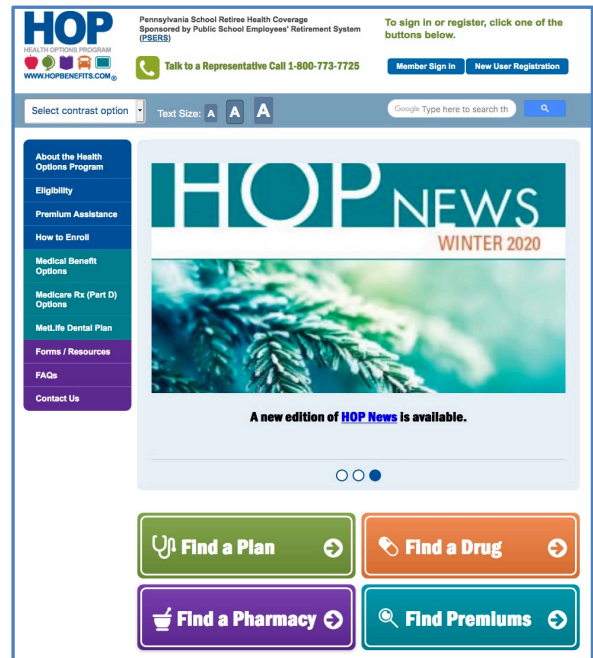 HOP
HEALTH OPTIONS PROGRAM
WWW.HOPBENEFITS.COM®
Pennsylvania School Retiree Health Coverage
Sponsored by Public School Employees' Retirement System
(PSERS)
Talk to a Representative Call 1-800-773-7725
To sign in or register, click one of the
buttons below.
Member Sign In
New User Registration
Select contrast option
Text Size: A A A
Google Type here to search th
About the Health
Options Program
Eligibility
Premium Assistance
How to Enroll
Medical Benefit
Options
Medicare Rx (Part D)
Options
MetLife Dental Plan
Forms / Resources
FAQs
Contact Us
HOP NEWS
WINTER 2020
A new edition of HOP News is available.
Find a Plan
Find a Drug
Find a Pharmacy
Find Premiums